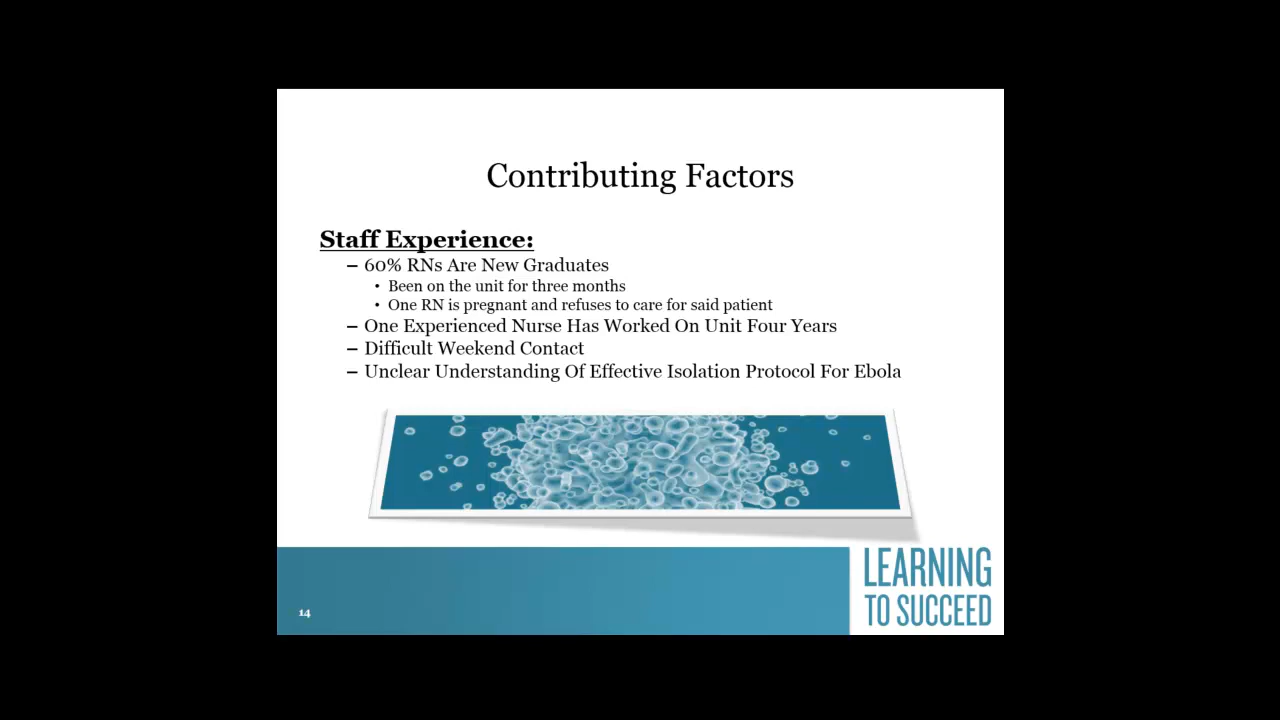 Contributing Factors
Staff Experience:
– 60% RNs Are New Graduates
• Been on the unit for three months
• One RN is pregnant and refuses to care for said patient
– One Experienced Nurse Has Worked On Unit Four Years
– Difficult Weekend Contact
– Unclear Understanding Of Effective Isolation Protocol For Ebola
LEARNING
TO SUCCEED
14